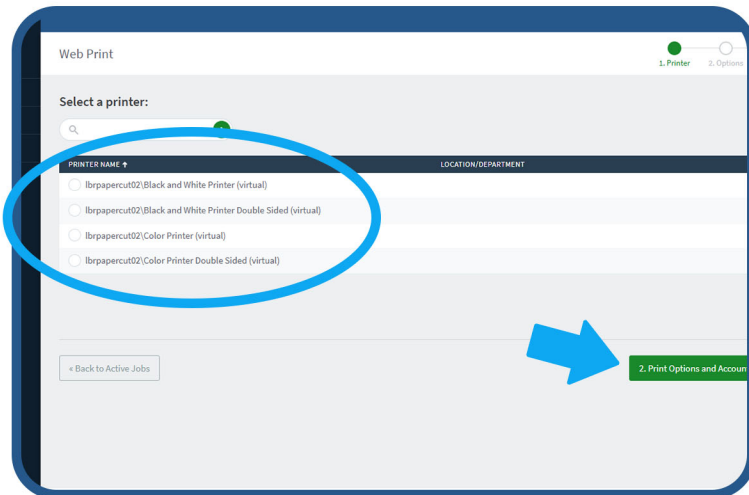 Web Print
1. Printer 2. Options
Select a printer:
PRINTER NAME ↑ LOCATION/DEPARTMENT
lbrpapercut02\Black and White Printer (virtual)
lbrpapercut02\Black and White Printer Double Sided (virtual)
lbrpapercut02\Color Printer (virtual)
lbrpapercut02\Color Printer Double Sided (virtual)
« Back to Active Jobs
2. Print Options and Accoun